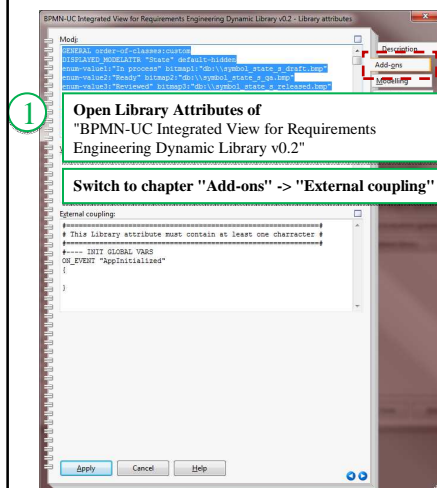 BPMN-UC Integrated View for Requirements Engineering Dynamic Library v0.2 - Library attributes
Modi:
GENERAL order-of-classes:custom
DISPLAYED_MODELATTR "State" default-hidden
enum-value1:"In process" bitmap1:"db:\\symbol_state_s_draft.bmp"
enum-value2:"Ready" bitmap2:"db:\\symbol_state_s_qa.bmp"
enum-value3:"Reviewed" bitmap3:"db:\\symbol_state_s_released.bmp"
Description
Add-ons
Modelling
1
Open Library Attributes of
"BPMN-UC Integrated View for Requirements
Engineering Dynamic Library v0.2"
Switch to chapter "Add-ons" -> "External coupling"
External coupling:
#==================================================#
# This Library attribute must contain at least one charracter #
#==================================================#
#---- INIT GLOBAL VARS
ON_EVENT "AppInitialized"
{
}
Apply
Cancel
Help